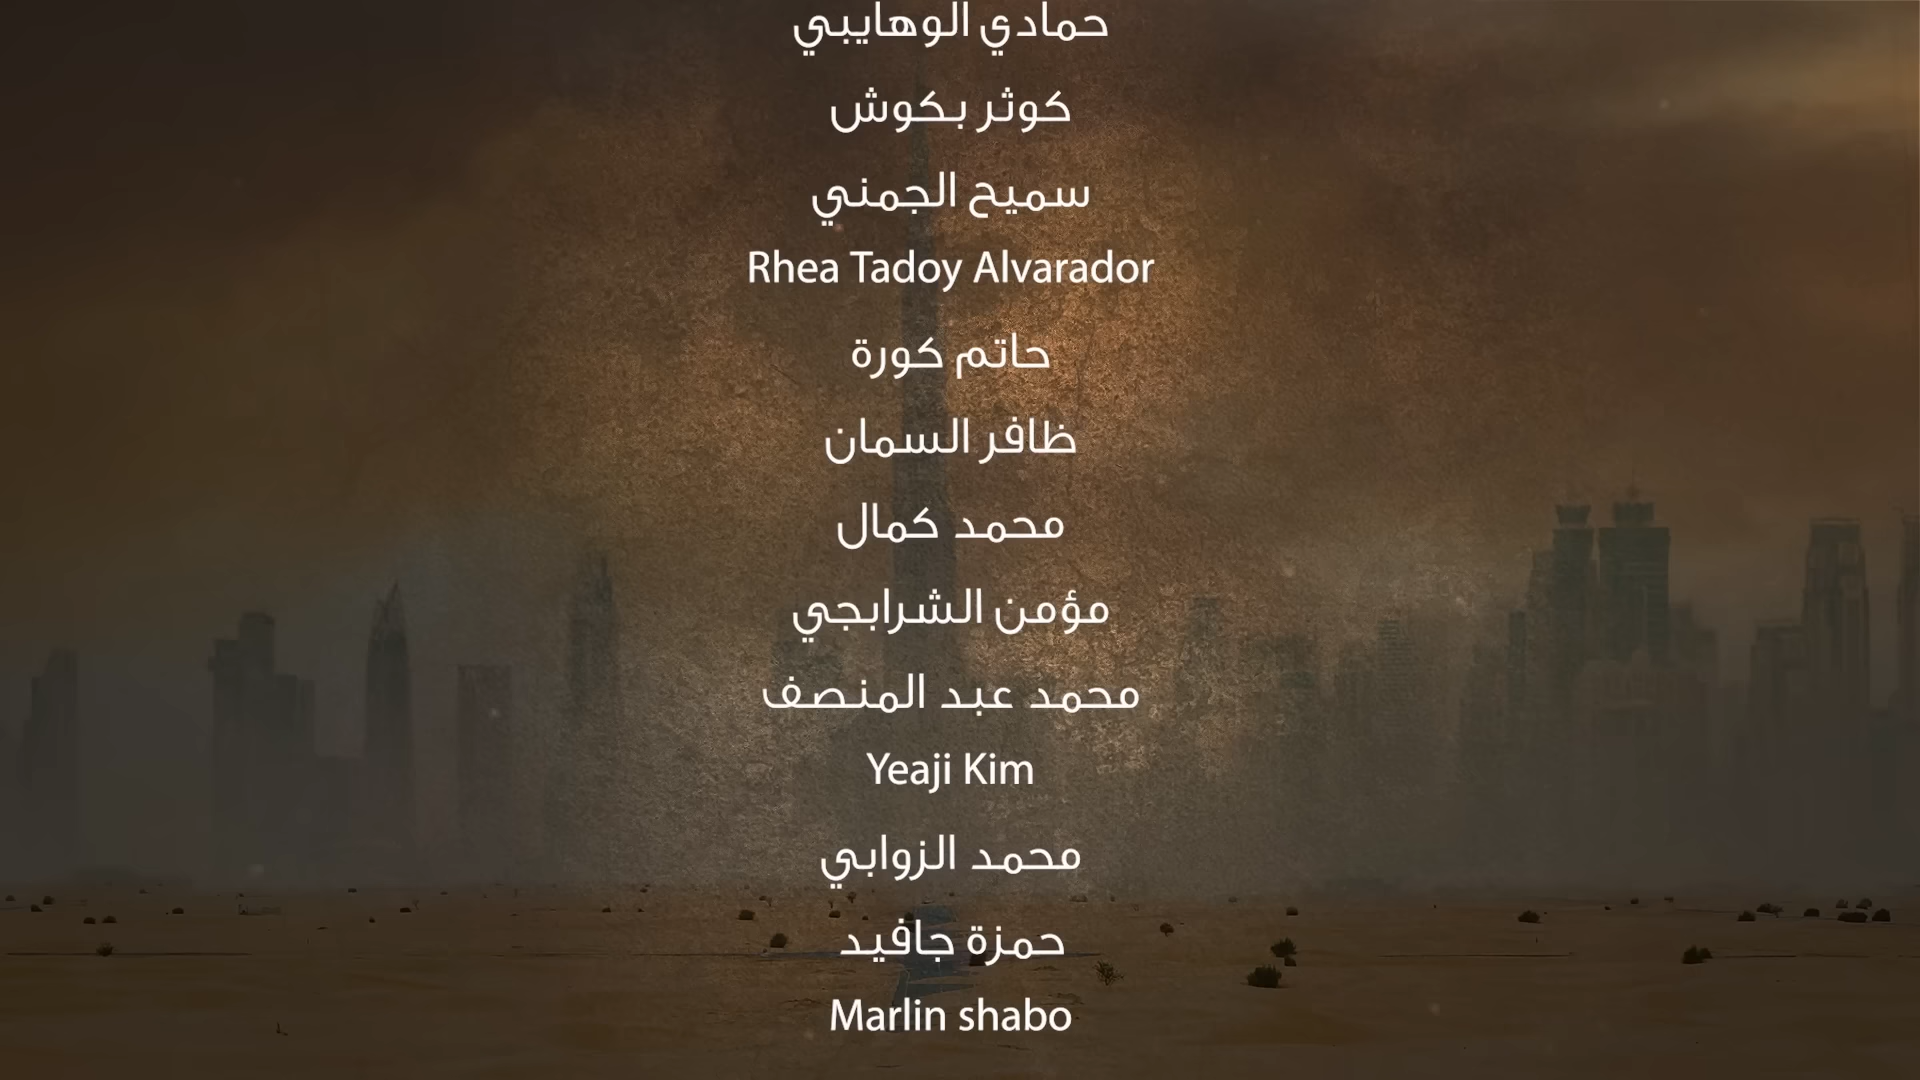 حمادي الوهايبي
كوثر بكوش
سميح الجمني
Rhea Tadoy Alvarador
حاتم كورة
ظافر السمان
محمد كمال
مؤمن الشرابجي
محمد عبد المنصف
Yeaji Kim
محمد الزوابي
حمزة جافيد
Marlin shabo